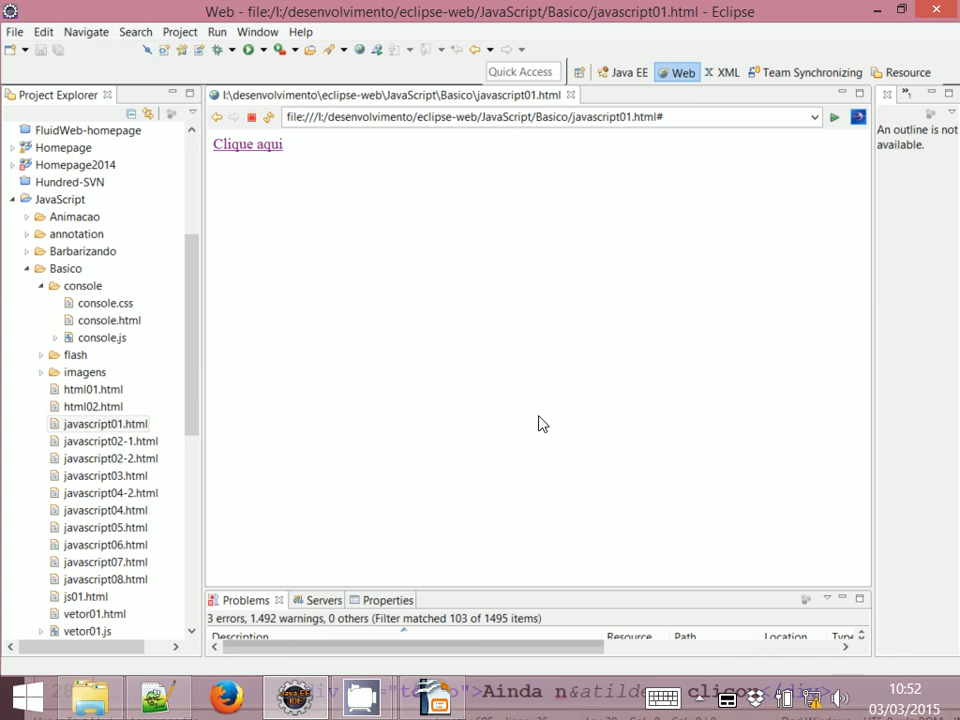 Web - file:/I:/desenvolvimento/eclipse-web/JavaScript/Basico/javascript01.html - Eclipse
File Edit Navigate Search Project Run Window Help
Quick Access Java EE Web XML Team Synchronizing Resource
Project Explorer
I:\desenvolvimento\eclipse-web\JavaScript\Basico\javascript01.html
file:///I:/desenvolvimento/eclipse-web/JavaScript/Basico/javascript01.html#
Clique aqui
An outline is not
available.
FluidWeb-homepage
Homepage
Homepage2014
Hundred-SVN
JavaScript
Animacao
annotation
Barbarizando
Basico
console
console.css
console.html
console.js
flash
imagens
html01.html
html02.html
javascript01.html
javascript02-1.html
javascript02-2.html
javascript03.html
javascript04-2.html
javascript04.html
javascript05.html
javascript06.html
javascript07.html
javascript08.html
js01.html
vetor01.html
vetor01.js
Problems Servers Properties
3 errors, 1.492 warnings, 0 others (Filter matched 103 of 1495 items)
Description Resource Path Location Type
Ainda n&atild clicou
10:52
03/03/2015